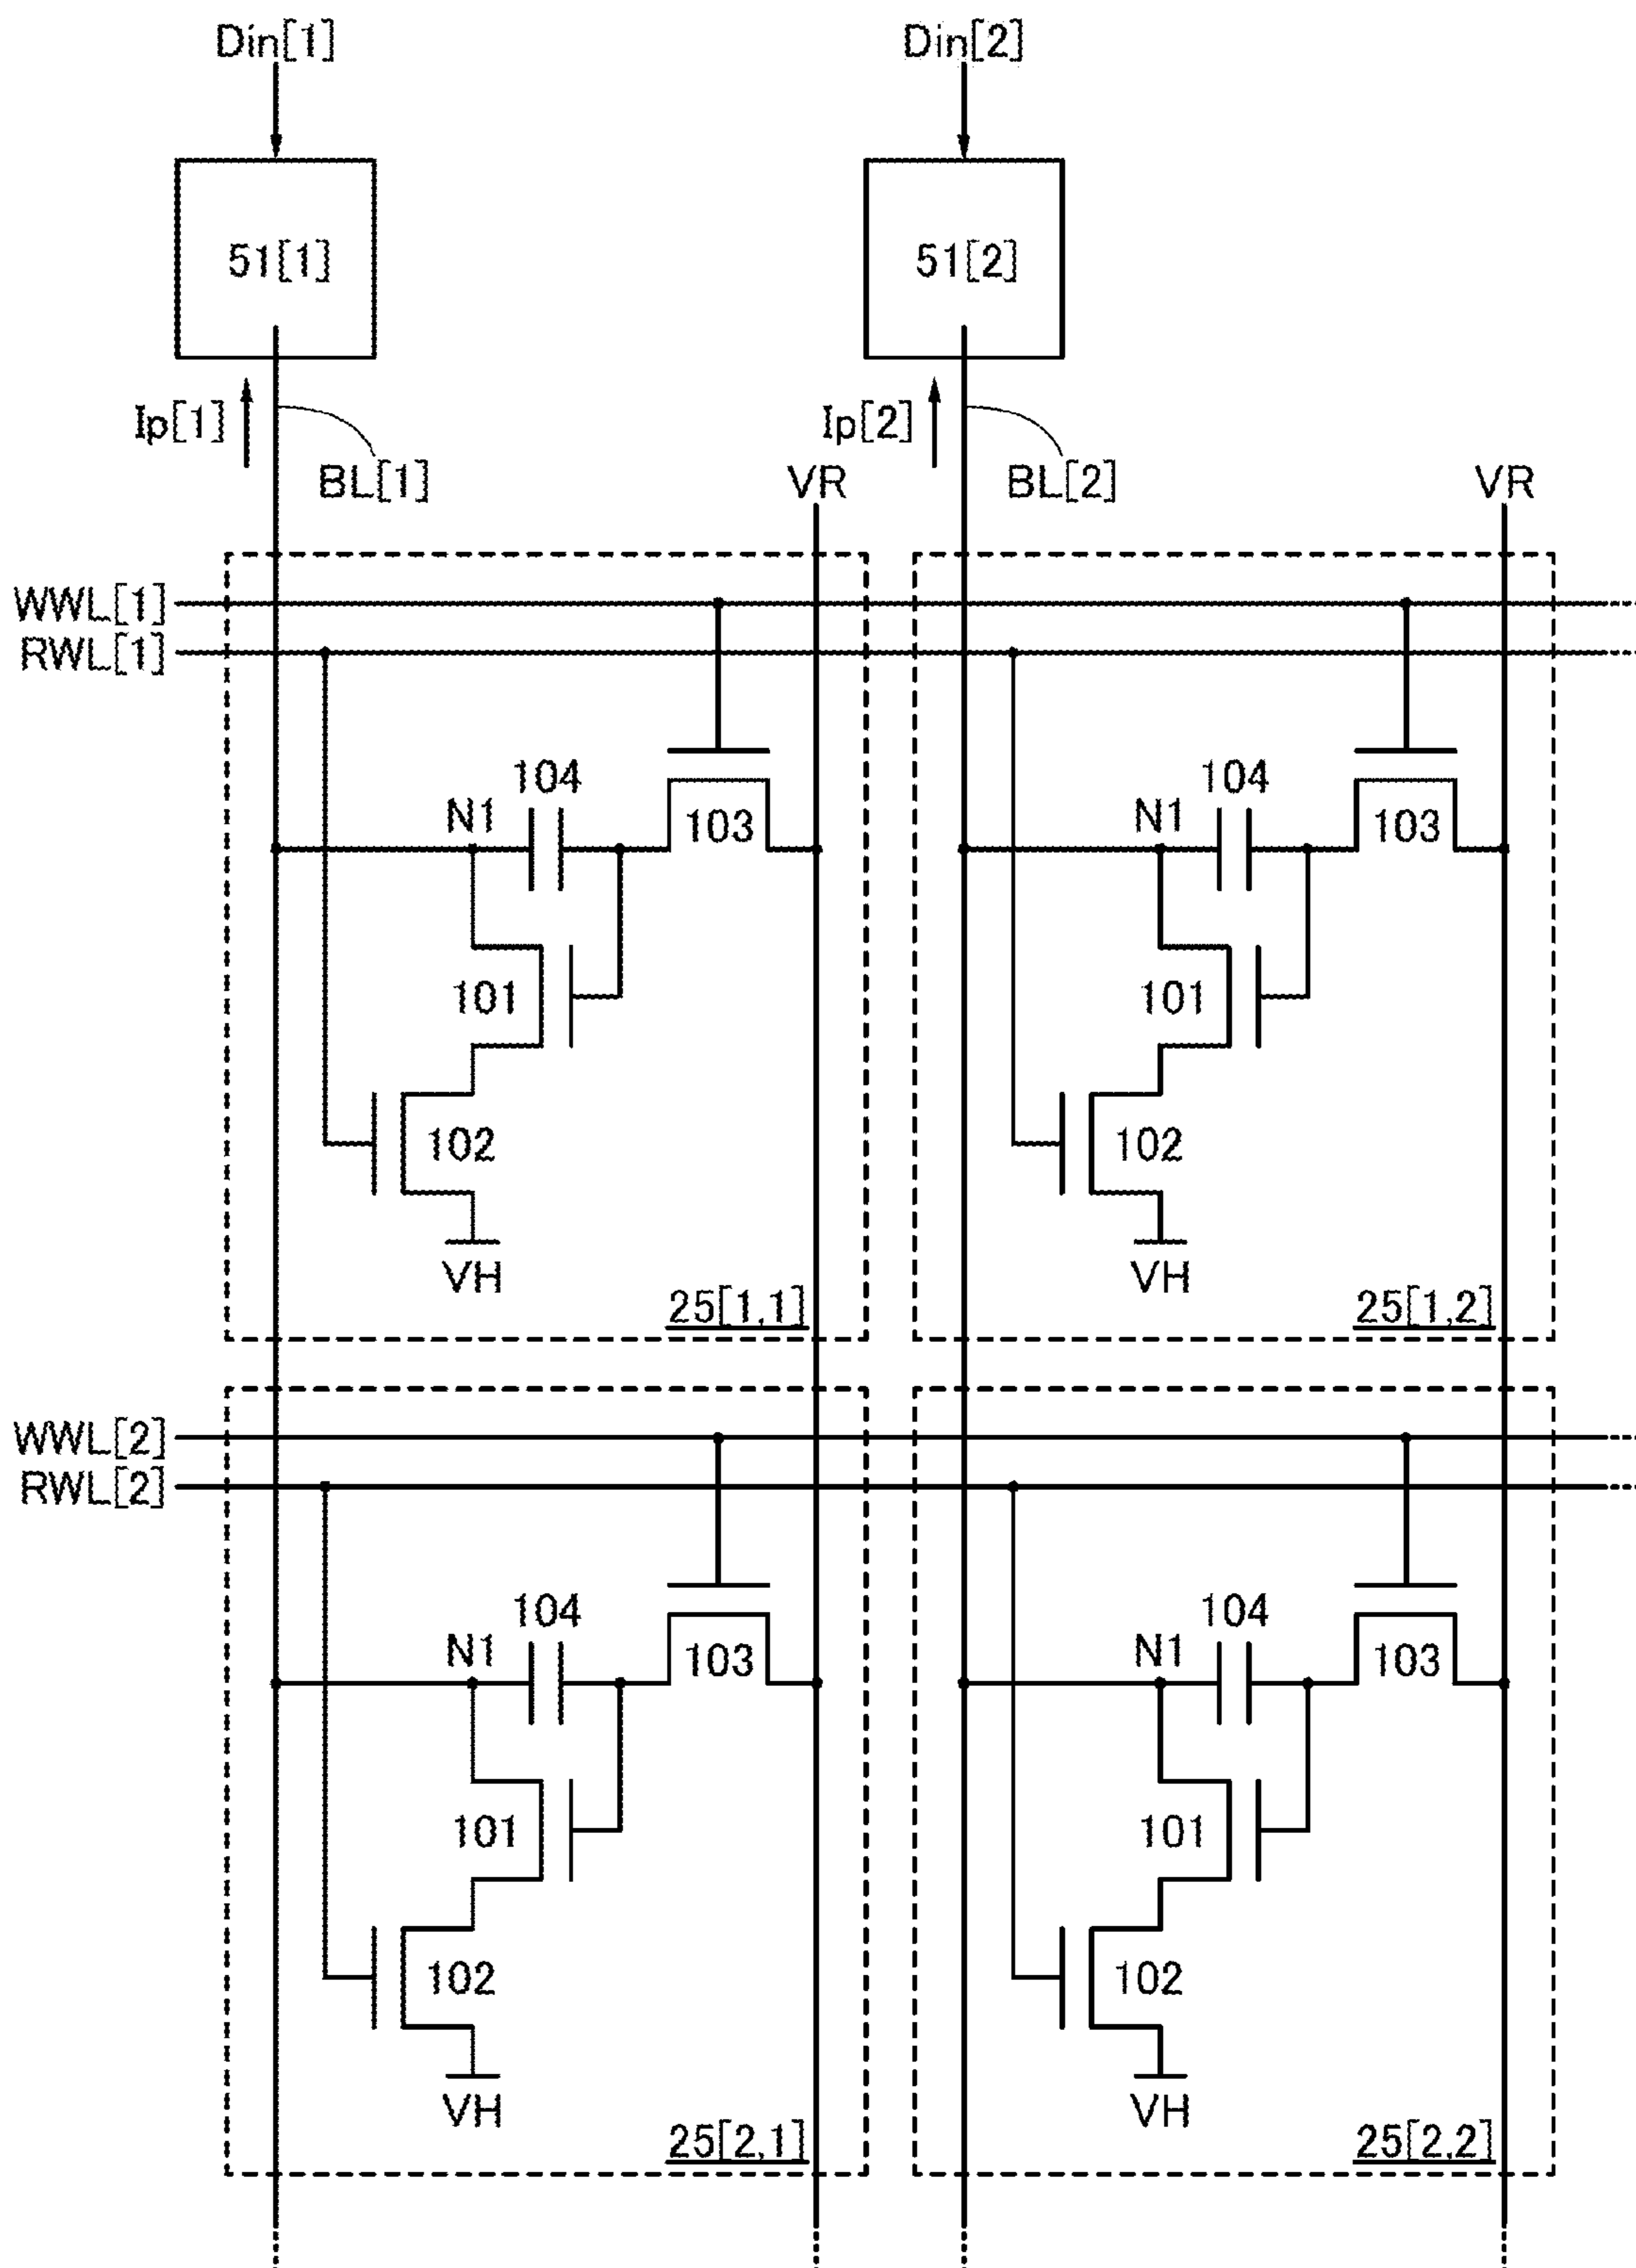 Din[1] Din[2]
51[1] 51[2]
Ip[1] Ip[2]
BL[1] VR BL[2] VR
WWL[1]
RWL[1]
104 104
N1 103 N1 103
101 101
102 102
VH VH
25[1,1] 25[1,2]
WWL[2]
RWL[2]
104 104
N1 103 N1 103
101 101
102 102
VH VH
25[2,1] 25[2,2]